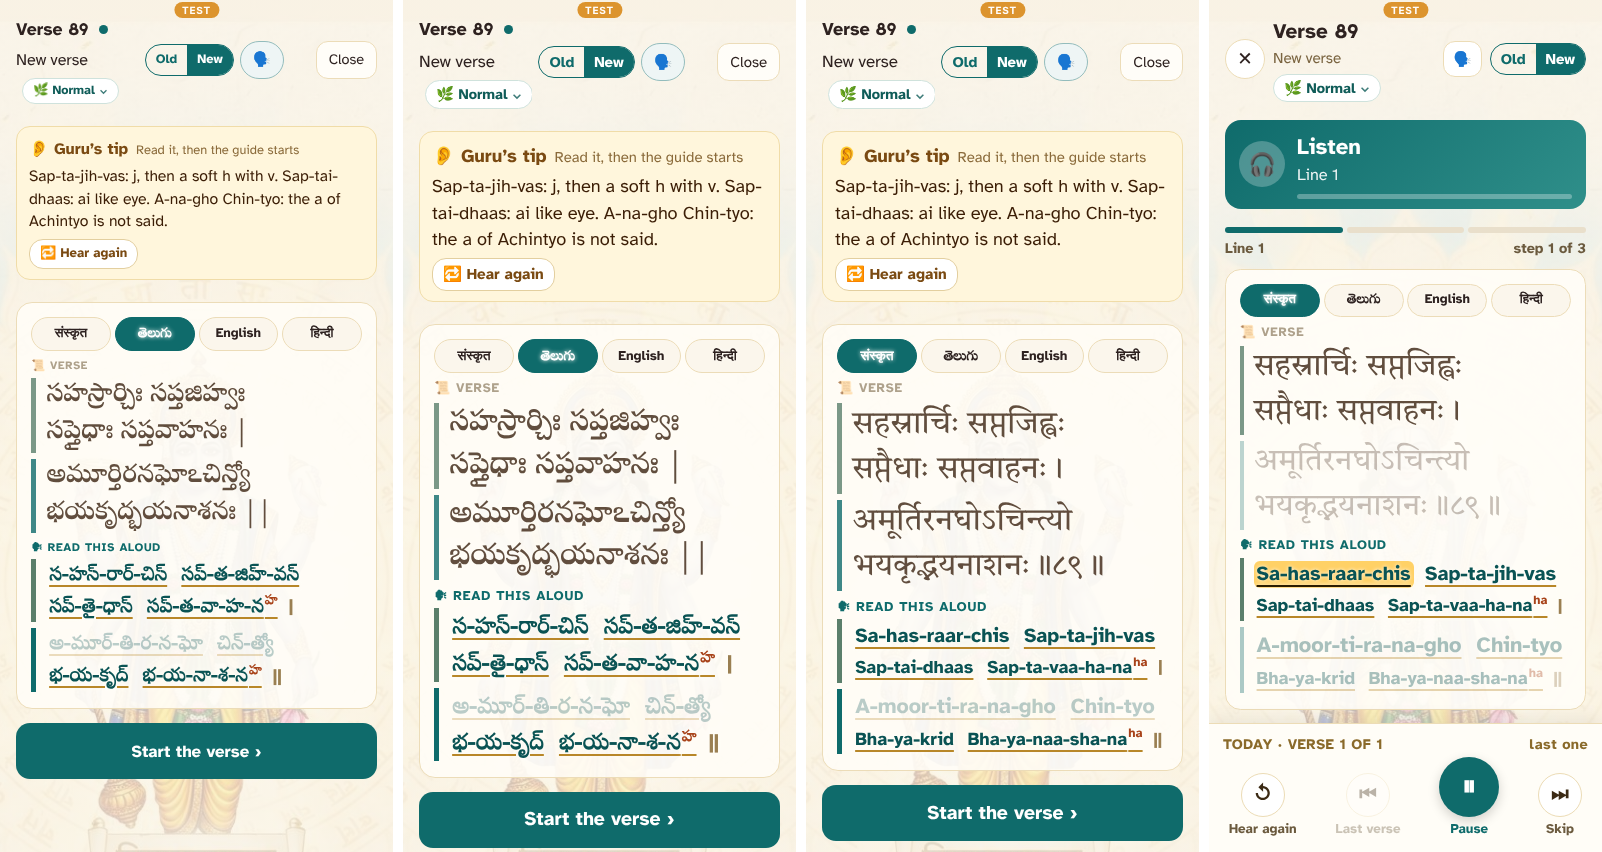 TEST
Verse 89
New verse
Old New
Close
🌿 Normal
👂 Guru's tip Read it, then the guide starts
Sap-ta-jih-vas: j, then a soft h with v. Sap-tai-
dhaas: ai like eye. A-na-gho Chin-tyo: the a of
Achintyo is not said.
🔁 Hear again
संस्कृत తెలుగు English हिन्दी
📜 VERSE
సహస్రార్చిః సప్తజిహ్వః
సప్తైధాః సప్తవాహనః |
అమూర్తిరనఘోఽచిన్త్యో
భయకృద్భయనాశనః ||
🗣 READ THIS ALOUD
స-హస్-రార్-చిస్ సప్-త-జిహ్-వస్
సప్-తై-ధాస్ సప్-త-వా-హ-నహ |
అ-మూర్-తి-ర-న-ఘో చిన్-త్యో
భ-య-కృద్ భ-య-నా-శ-నహ ||
Start the verse ›
TEST
Verse 89
New verse
Old New
Close
🌿 Normal
👂 Guru's tip Read it, then the guide starts
Sap-ta-jih-vas: j, then a soft h with v. Sap-
tai-dhaas: ai like eye. A-na-gho Chin-tyo:
the a of Achintyo is not said.
🔁 Hear again
संस्कृत తెలుగు English हिन्दी
📜 VERSE
సహస్రార్చిః సప్తజిహ్వః
సప్తైధాః సప్తవాహనః |
అమూర్తిరనఘోఽచిన్త్యో
భయకృద్భయనాశనః ||
🗣 READ THIS ALOUD
స-హస్-రార్-చిస్ సప్-త-జిహ్-వస్
సప్-తై-ధాస్ సప్-త-వా-హ-నహ |
అ-మూర్-తి-ర-న-ఘో చిన్-త్యో
భ-య-కృద్ భ-య-నా-శ-నహ ||
Start the verse ›
TEST
Verse 89
New verse
Old New
Close
🌿 Normal
👂 Guru's tip Read it, then the guide starts
Sap-ta-jih-vas: j, then a soft h with v. Sap-
tai-dhaas: ai like eye. A-na-gho Chin-tyo:
the a of Achintyo is not said.
🔁 Hear again
संस्कृत తెలుగు English हिन्दी
📜 VERSE
सहस्रार्चिः सप्तजिह्वः
सप्तैधाः सप्तवाहनः ।
अमूर्तिरनघोऽचिन्त्यो
भयकृद्भयनाशनः ॥८९॥
🗣 READ THIS ALOUD
Sa-has-raar-chis Sap-ta-jih-vas
Sap-tai-dhaas Sap-ta-vaa-ha-naha |
A-moor-ti-ra-na-gho Chin-tyo
Bha-ya-krid Bha-ya-naa-sha-naha ||
Start the verse ›
TEST
Verse 89
New verse
Old New
🌿 Normal
Listen
Line 1
Line 1 step 1 of 3
संस्कृत తెలుగు English हिन्दी
📜 VERSE
सहस्रार्चिः सप्तजिह्वः
सप्तैधाः सप्तवाहनः ।
अमूर्तिरनघोऽचिन्त्यो
भयकृद्भयनाशनः ॥८९॥
🗣 READ THIS ALOUD
Sa-has-raar-chis Sap-ta-jih-vas
Sap-tai-dhaas Sap-ta-vaa-ha-naha |
A-moor-ti-ra-na-gho Chin-tyo
Bha-ya-krid Bha-ya-naa-sha-naha ||
TODAY · VERSE 1 OF 1 last one
Hear again Last verse Pause Skip